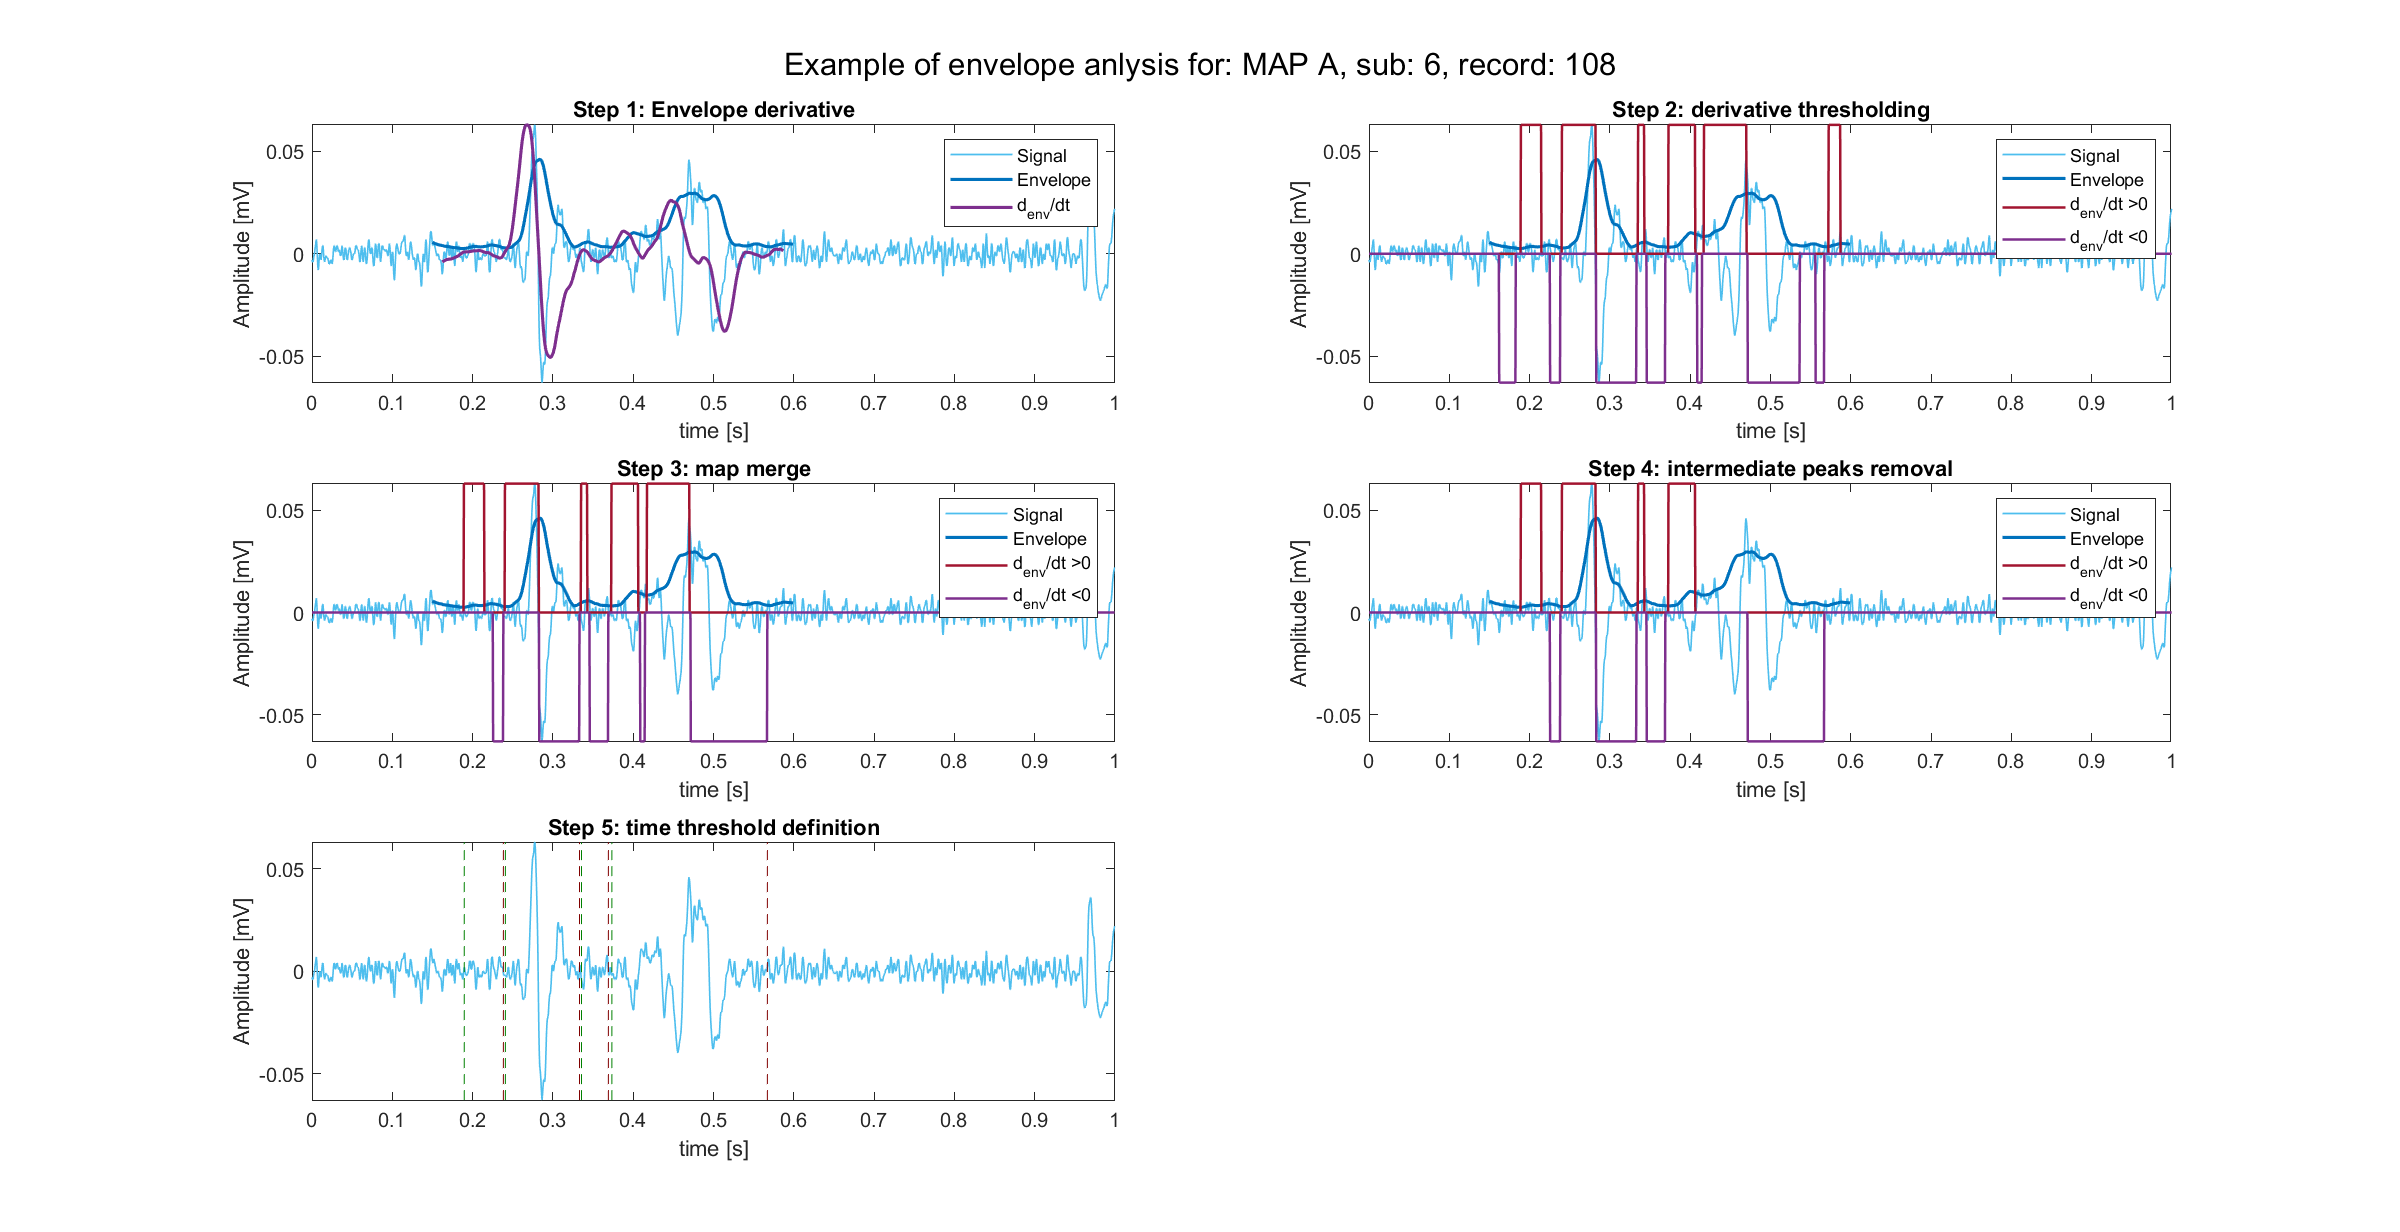 Example of envelope anlysis for: MAP A, sub: 6, record: 108
Step 1: Envelope derivative
Amplitude [mV]
0.05
0
-0.05
Signal
Envelope
d_env/dt
0 0.1 0.2 0.3 0.4 0.5 0.6 0.7 0.8 0.9 1
time [s]
Step 2: derivative thresholding
Amplitude [mV]
0.05
0
-0.05
Signal
Envelope
d_env/dt >0
d_env/dt <0
0 0.1 0.2 0.3 0.4 0.5 0.6 0.7 0.8 0.9 1
time [s]
Step 3: map merge
Amplitude [mV]
0.05
0
-0.05
Signal
Envelope
d_env/dt >0
d_env/dt <0
0 0.1 0.2 0.3 0.4 0.5 0.6 0.7 0.8 0.9 1
time [s]
Step 4: intermediate peaks removal
Amplitude [mV]
0.05
0
-0.05
Signal
Envelope
d_env/dt >0
d_env/dt <0
0 0.1 0.2 0.3 0.4 0.5 0.6 0.7 0.8 0.9 1
time [s]
Step 5: time threshold definition
Amplitude [mV]
0.05
0
-0.05
0 0.1 0.2 0.3 0.4 0.5 0.6 0.7 0.8 0.9 1
time [s]